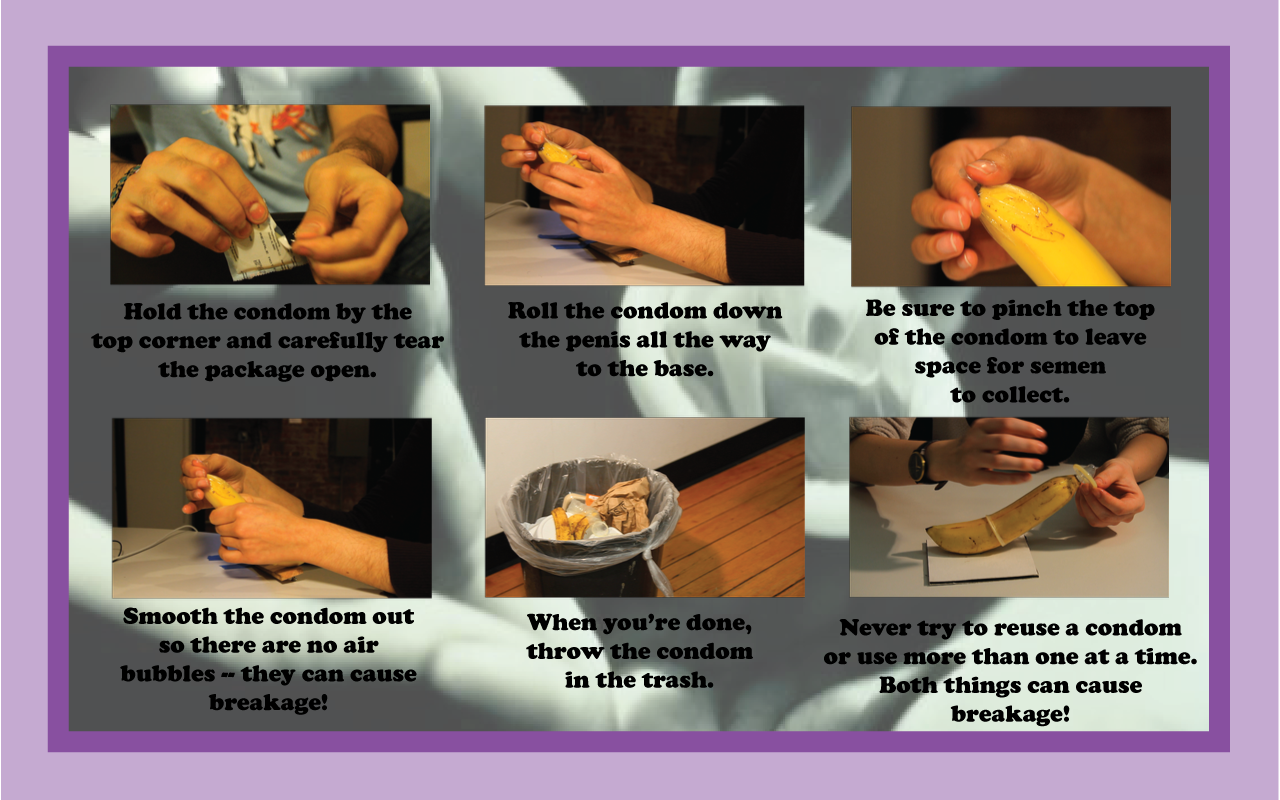 Hold the condom by the
top corner and carefully tear
the package open.
Roll the condom down
the penis all the way
to the base.
Be sure to pinch the top
of the condom to leave
space for semen
to collect.
Smooth the condom out
so there are no air
bubbles -- they can cause
breakage!
When you're done,
throw the condom
in the trash.
Never try to reuse a condom
or use more than one at a time.
Both things can cause
breakage!